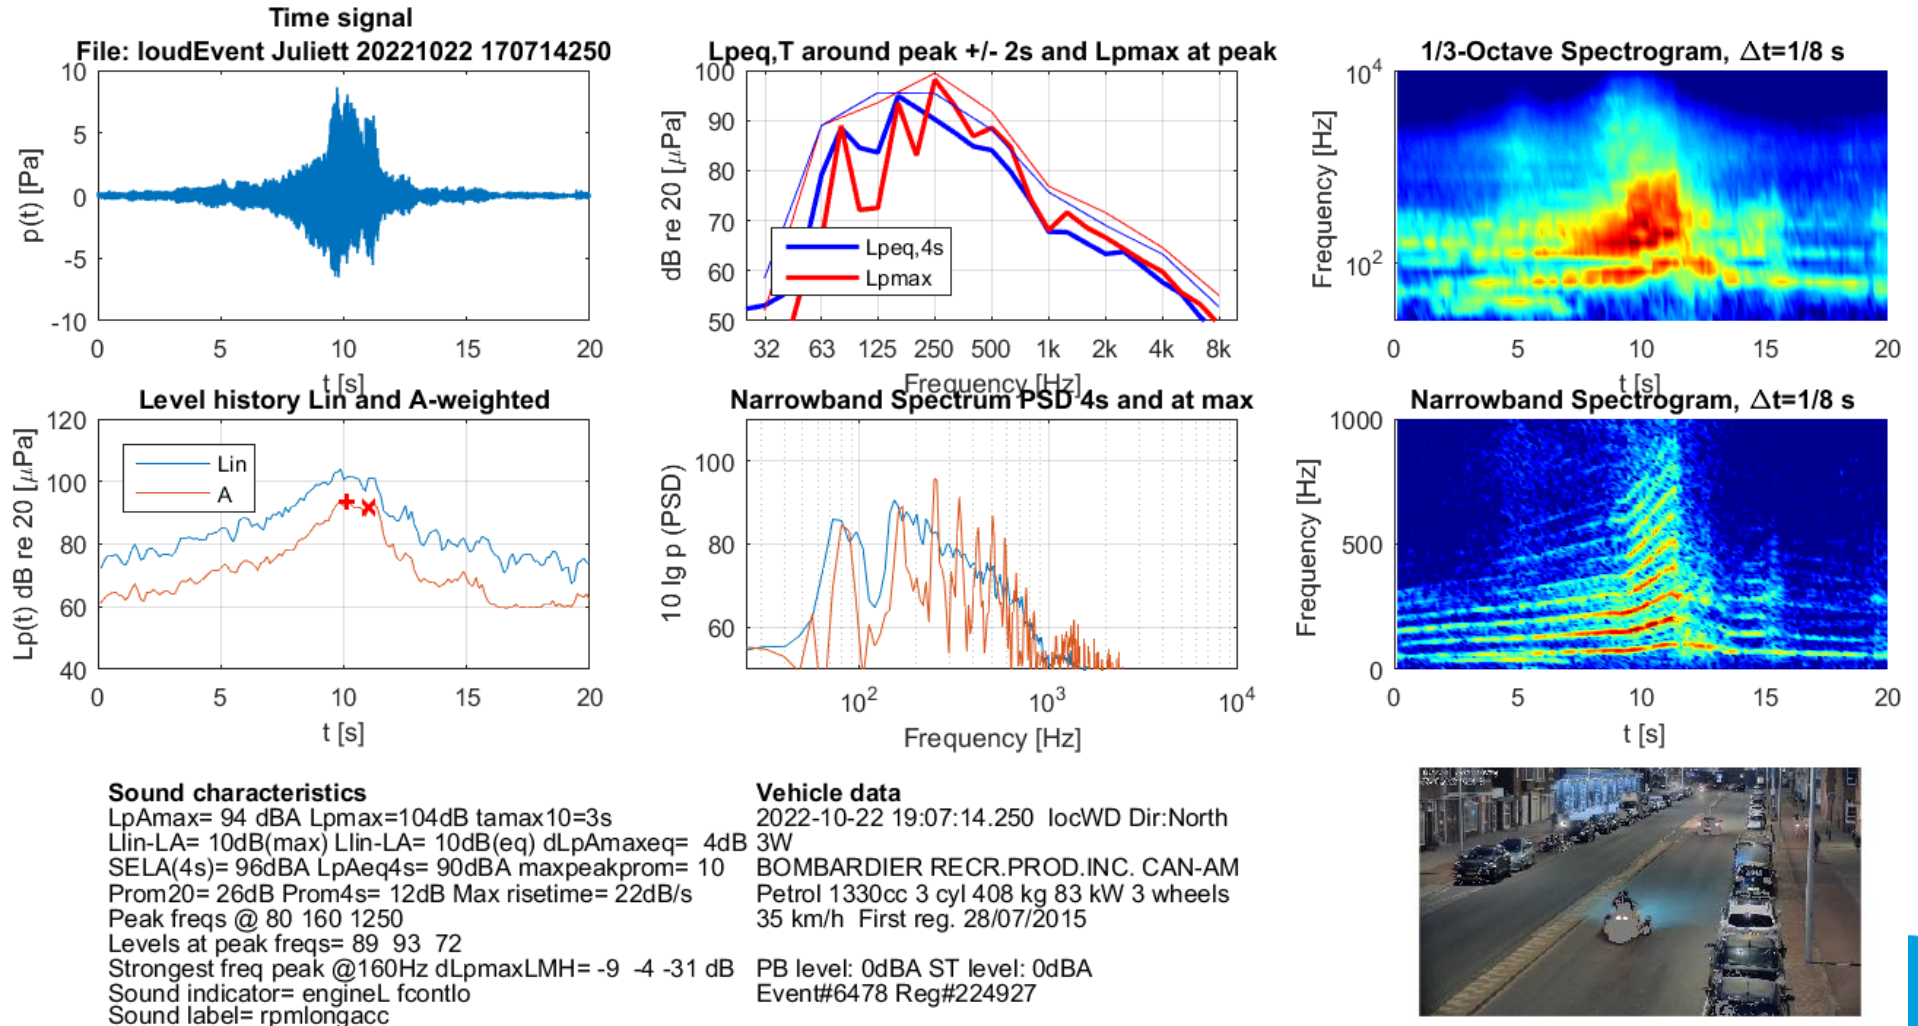 Time signal
File: loudEvent Juliett 20221022 170714250
10
5
0
-5
-10
p(t) [Pa]
0 5 10 15 20
t [s]
Lpeq,T around peak +/- 2s and Lpmax at peak
100
90
80
70
60
50
dB re 20 [μPa]
Lpeq,4s
Lpmax
32 63 125 250 500 1k 2k 4k 8k
Frequency [Hz]
1/3-Octave Spectrogram, Δt=1/8 s
10^4
10^2
Frequency [Hz]
0 5 10 15 20
t [s]
Level history Lin and A-weighted
120
100
80
60
40
Lp(t) dB re 20 [μPa]
Lin
A
0 5 10 15 20
t [s]
Narrowband Spectrum PSD 4s and at max
100
80
60
10 lg p (PSD)
10^2 10^3 10^4
Frequency [Hz]
Narrowband Spectrogram, Δt=1/8 s
1000
500
0
Frequency [Hz]
0 5 10 15 20
t [s]
Sound characteristics
LpAmax= 94 dBA Lpmax=104dB tamax10=3s
Llin-LA= 10dB(max) Llin-LA= 10dB(eq) dLpAmaxeq= 4dB
SELA(4s)= 96dBA LpAeq4s= 90dBA maxpeakprom= 10
Prom20= 26dB Prom4s= 12dB Max risetime= 22dB/s
Peak freqs @ 80 160 1250
Levels at peak freqs= 89 93 72
Strongest freq peak @160Hz dLpmaxLMH= -9 -4 -31 dB
Sound indicator= engineL fcontlo
Sound label= rpmlongacc
Vehicle data
2022-10-22 19:07:14.250 locWD Dir:North
3W
BOMBARDIER RECR.PROD.INC. CAN-AM
Petrol 1330cc 3 cyl 408 kg 83 kW 3 wheels
35 km/h First reg. 28/07/2015
PB level: 0dBA ST level: 0dBA
Event#6478 Reg#224927